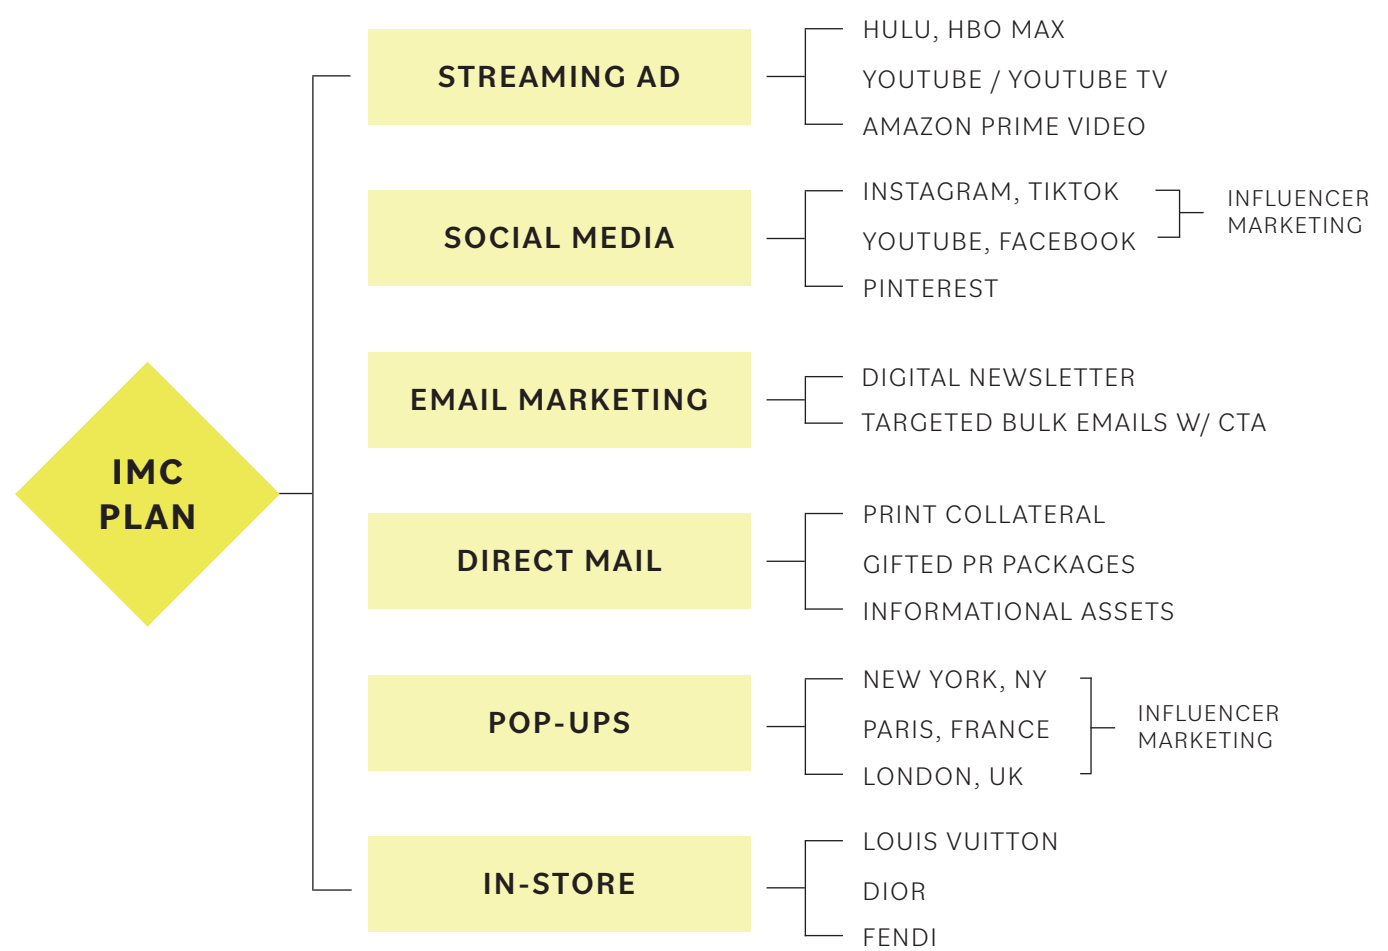 IMC
PLAN
STREAMING AD
HULU, HBO MAX
YOUTUBE / YOUTUBE TV
AMAZON PRIME VIDEO
SOCIAL MEDIA
INSTAGRAM, TIKTOK
YOUTUBE, FACEBOOK
PINTEREST
INFLUENCER
MARKETING
EMAIL MARKETING
DIGITAL NEWSLETTER
TARGETED BULK EMAILS W/ CTA
DIRECT MAIL
PRINT COLLATERAL
GIFTED PR PACKAGES
INFORMATIONAL ASSETS
POP-UPS
NEW YORK, NY
PARIS, FRANCE
LONDON, UK
INFLUENCER
MARKETING
IN-STORE
LOUIS VUITTON
DIOR
FENDI